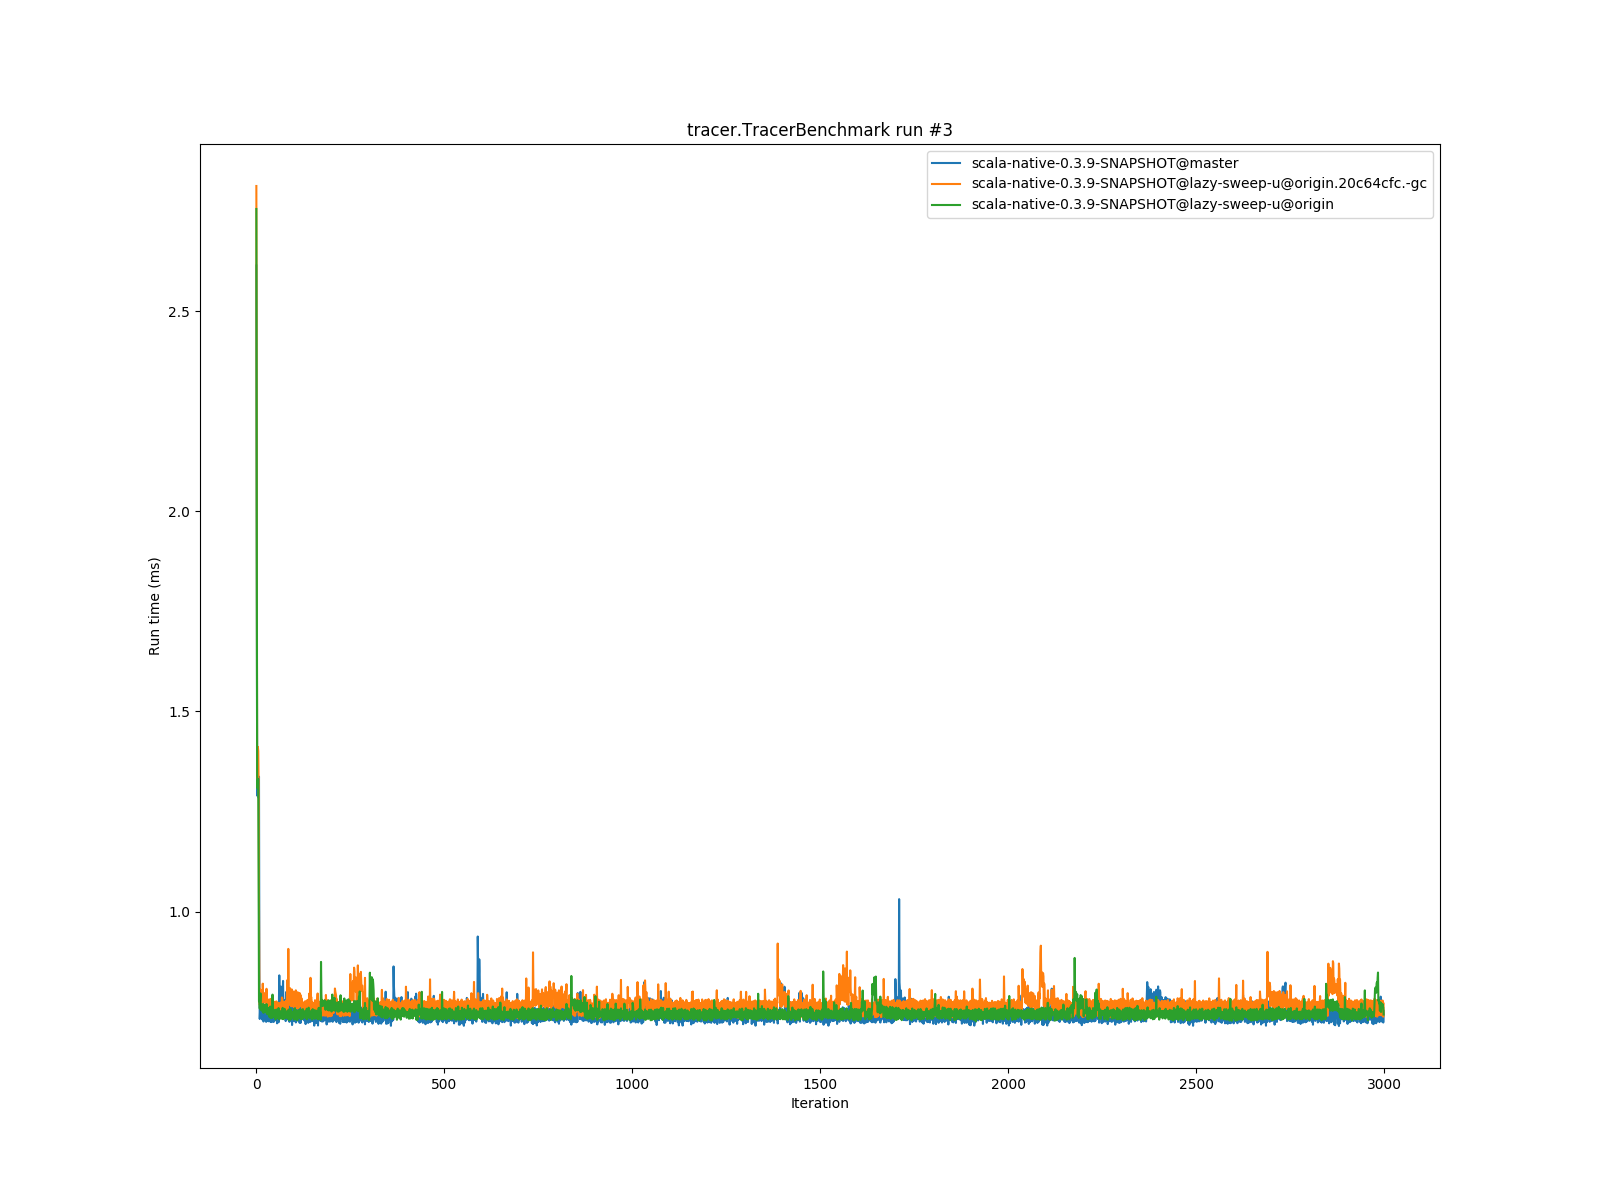 tracer.TracerBenchmark run #3
scala-native-0.3.9-SNAPSHOT@master
scala-native-0.3.9-SNAPSHOT@lazy-sweep-u@origin.20c64cfc.-gc
scala-native-0.3.9-SNAPSHOT@lazy-sweep-u@origin
2.5
2.0
1.5
1.0
Run time (ms)
0
500
1000
1500
2000
2500
3000
Iteration